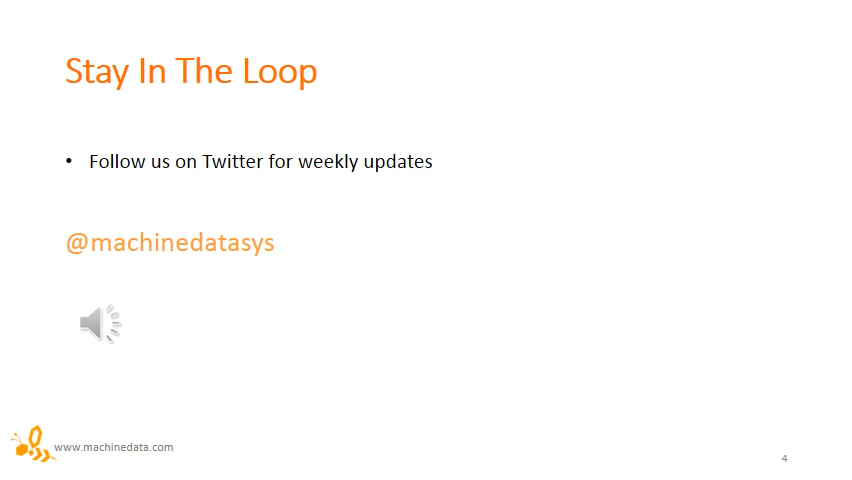 Stay In The Loop
• Follow us on Twitter for weekly updates
@machinedatasys
www.machinedata.com
4